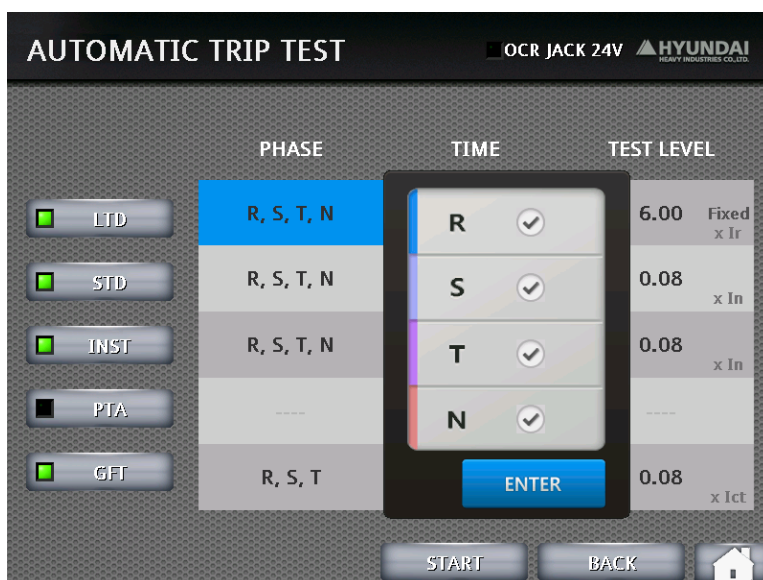 AUTOMATIC TRIP TEST
OCR JACK 24V
HYUNDAI
HEAVY INDUSTRIES CO.,LTD.
PHASE TIME TEST LEVEL
LTD R, S, T, N 6.00 Fixed
x Ir
STD R, S, T, N 0.08
x In
INST R, S, T, N 0.08
x In
PTA ---- ----
GFT R, S, T 0.08
x Ict
R
S
T
N
ENTER
START BACK